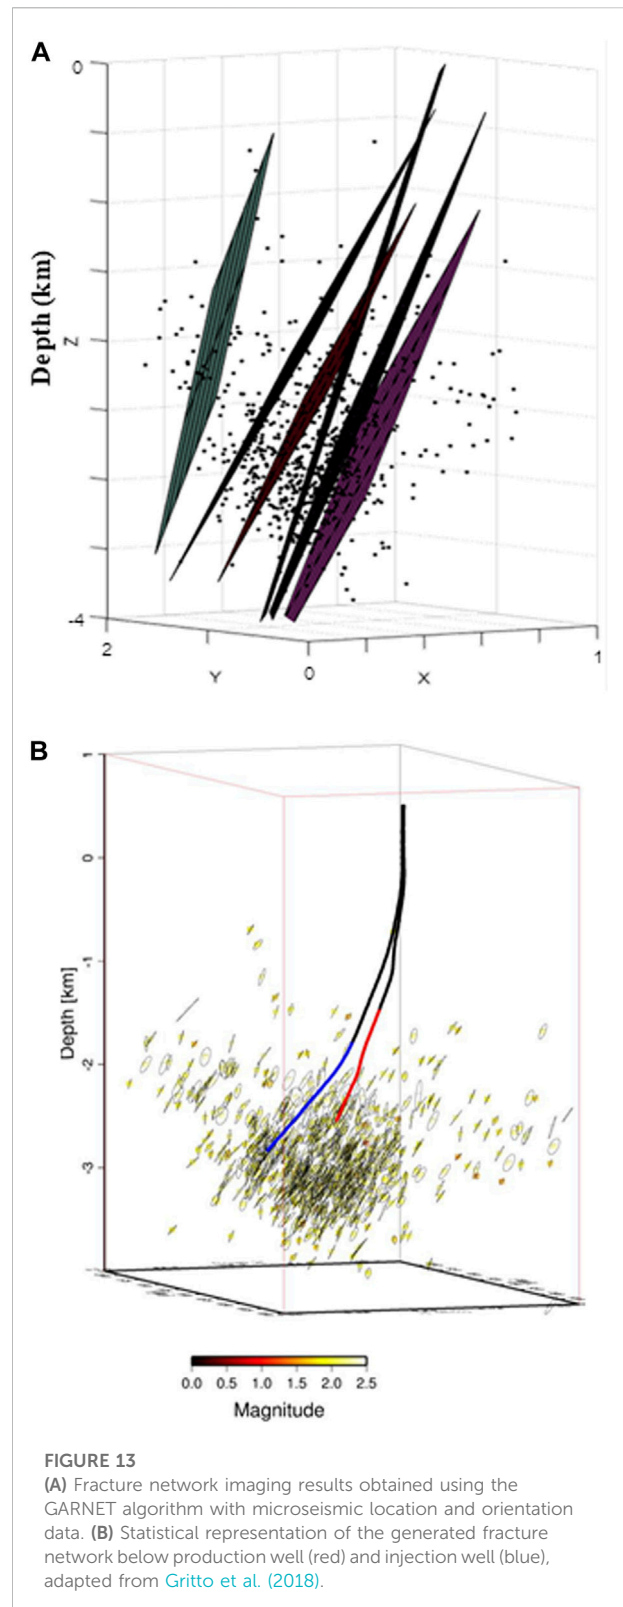 A
0
Depth (km)
Z
-4
2
Y
0
X
1
B
1
0
-1
-2
-3
Depth [km]
0.0 0.5 1.0 1.5 2.0 2.5
Magnitude
FIGURE 13
(A) Fracture network imaging results obtained using the
GARNET algorithm with microseismic location and orientation
data. (B) Statistical representation of the generated fracture
network below production well (red) and injection well (blue),
adapted from Gritto et al. (2018).